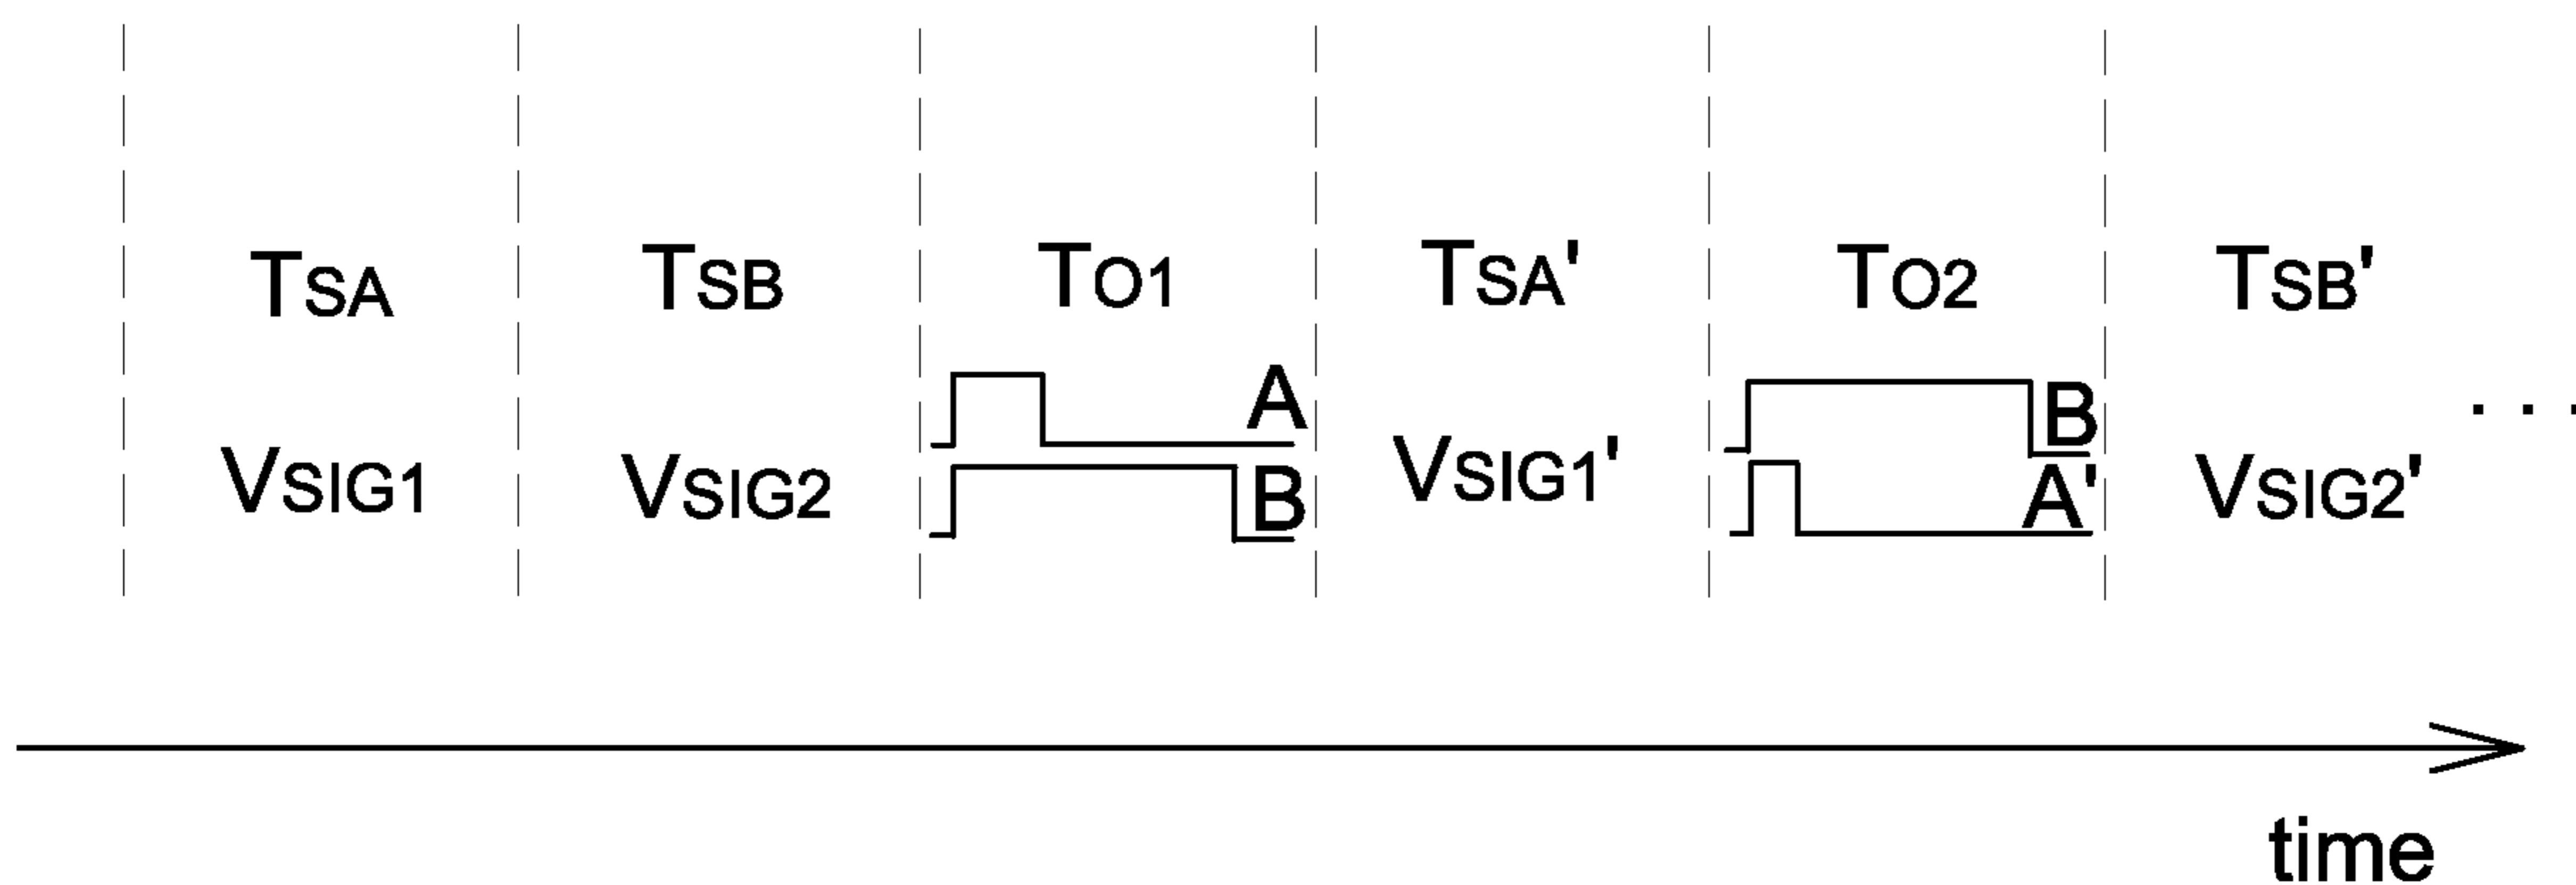 TSA TSB TO1 TSA' TO2 TSB'
A B
VSIG1 VSIG2 B VSIG1' A' VSIG2' ...
time